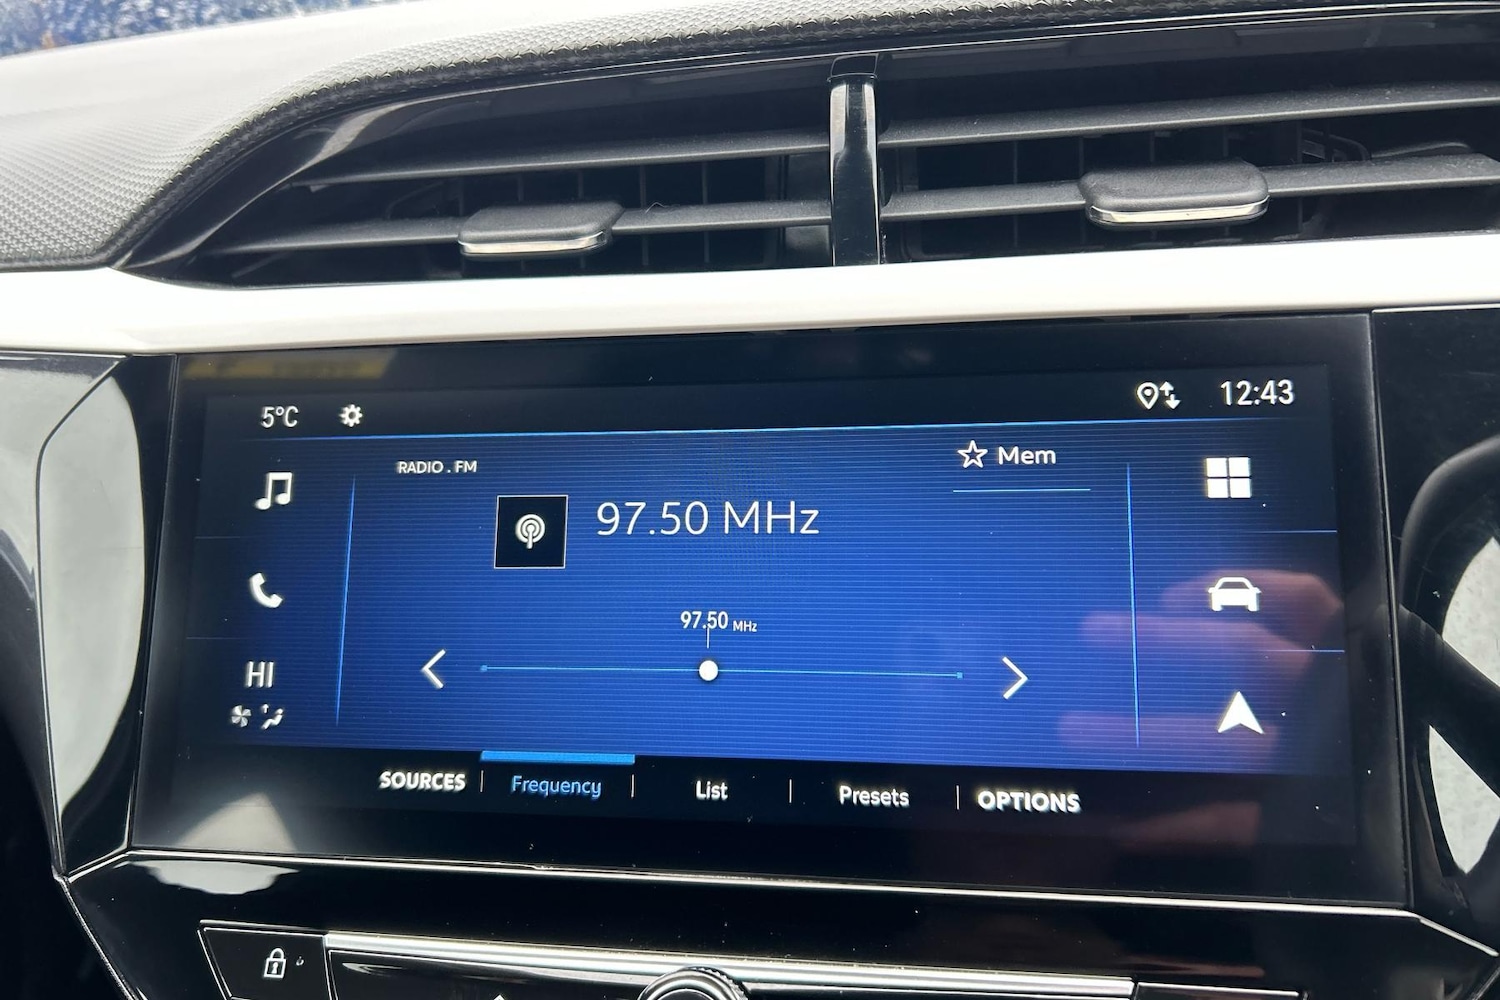 5°C
12:43
RADIO . FM
Mem
97.50 MHz
97.50 MHz
HI
SOURCES
Frequency
List
Presets
OPTIONS